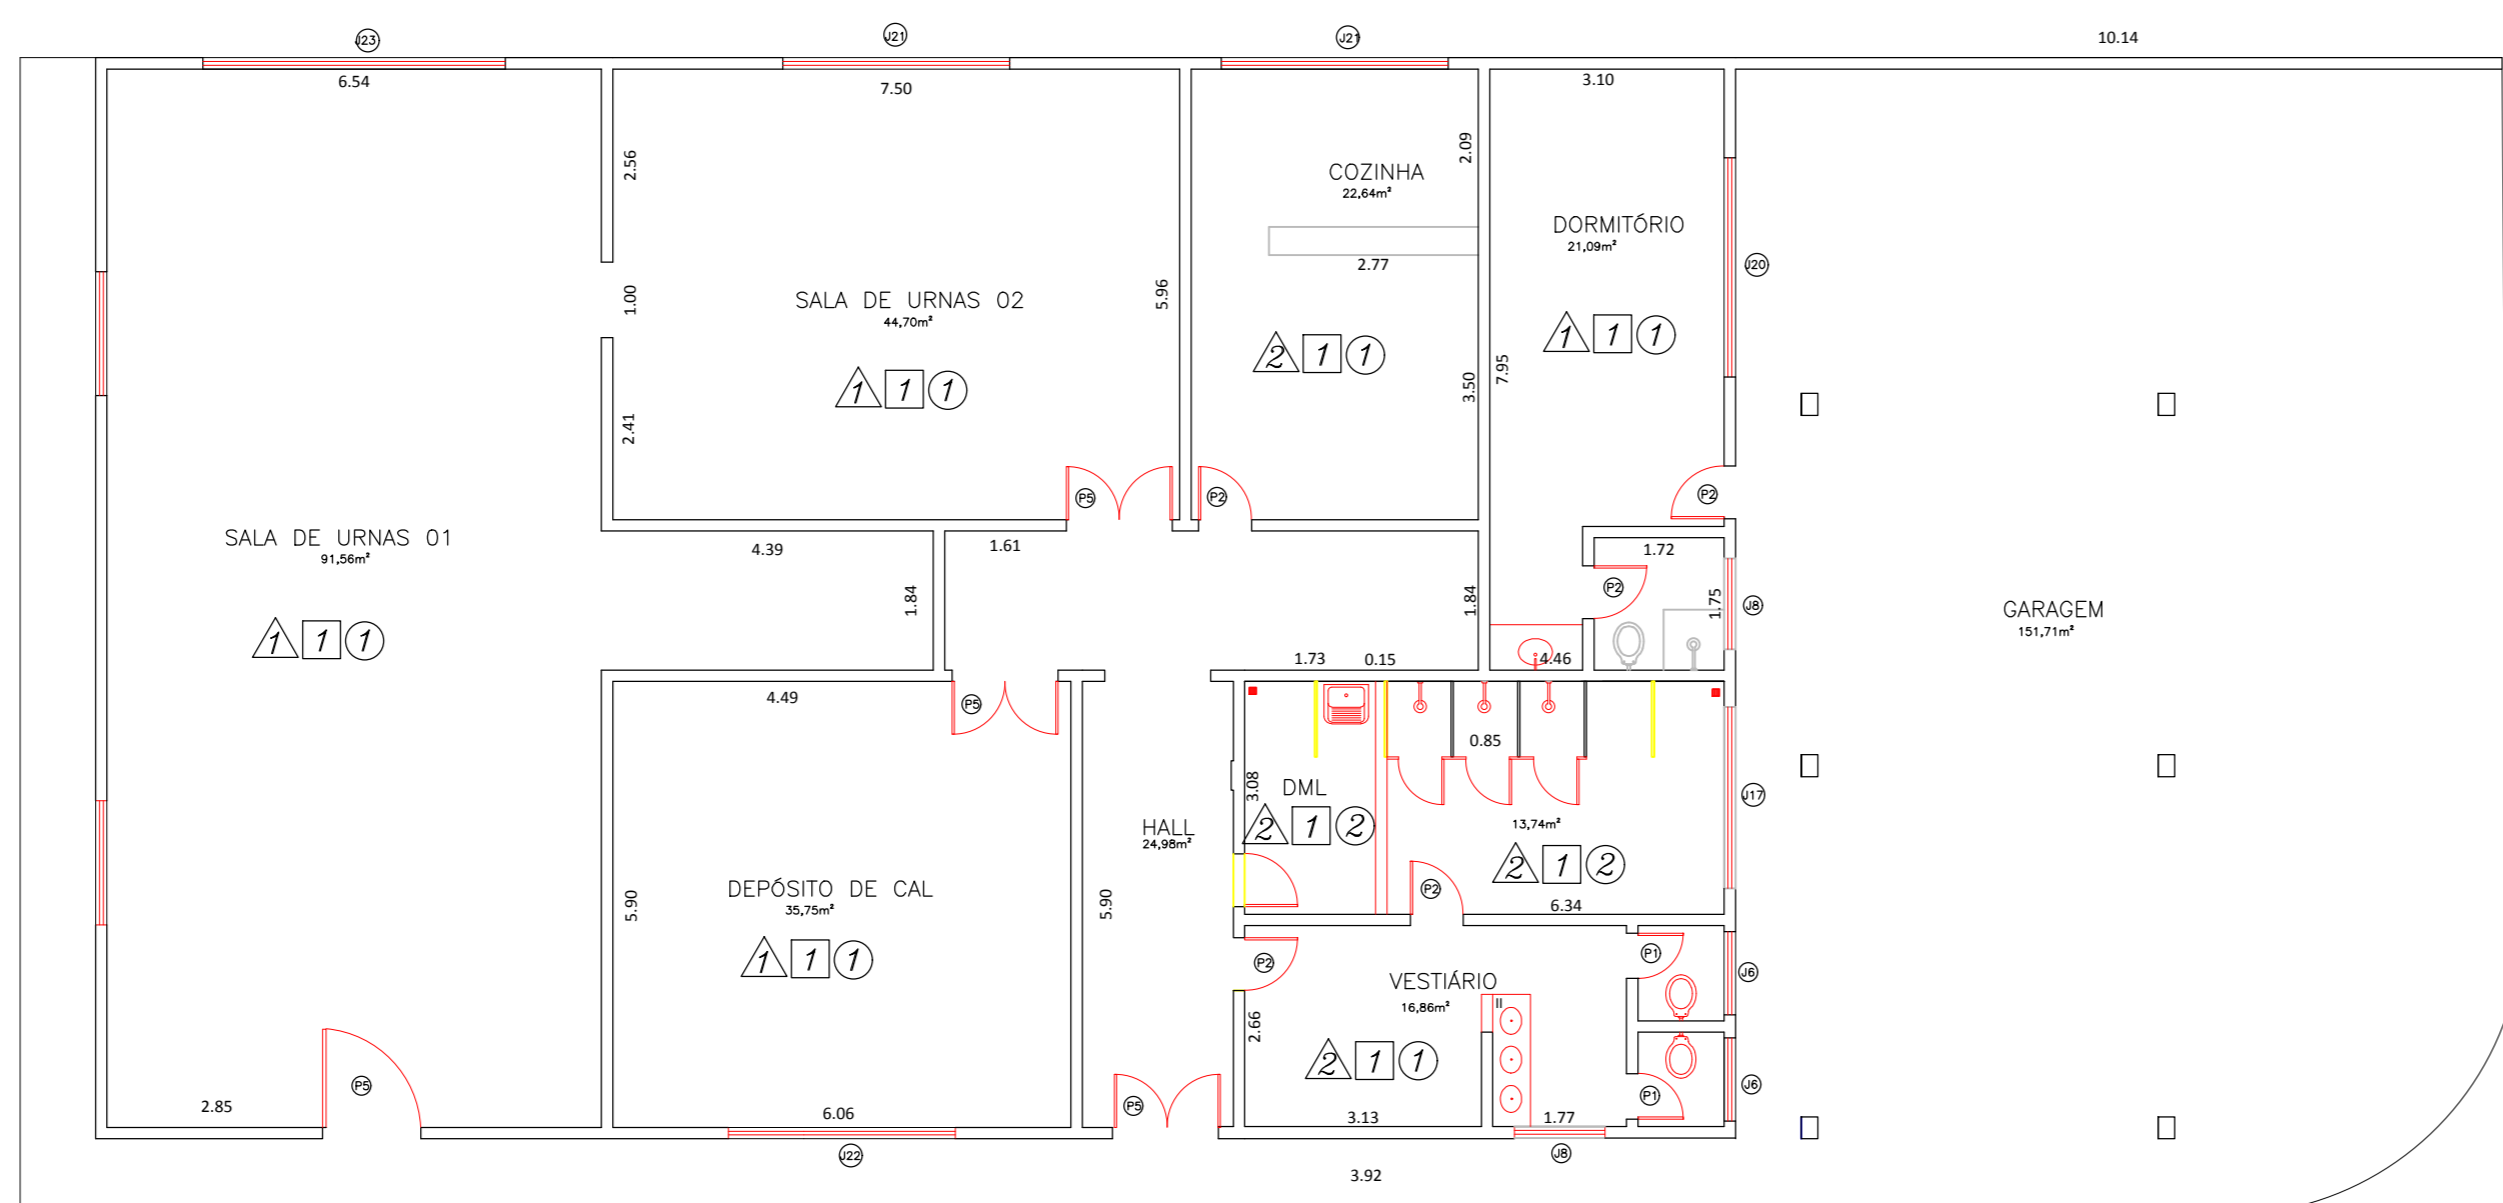 J23
J21
J21
10.14
6.54
7.50
3.10
2.56
2.09
COZINHA
22,64m²
DORMITÓRIO
21,09m²
2.77
J20
1.00
5.96
SALA DE URNAS 02
44,70m²
2 1 1
1 1 1
7.95
3.50
1 1 1
2.41
P5
P2
P2
SALA DE URNAS 01
91,56m²
4.39
1.61
1.72
1.84
1.84
P2
1.75
J8
GARAGEM
151,71m²
1 1 1
1.73
0.15
4.46
4.49
P5
0.85
3.08
DML
J17
2 1 2
HALL
24,98m²
13,74m²
2 1 2
DEPÓSITO DE CAL
35,75m²
5.90
5.90
P2
6.34
1 1 1
P2
P1
J6
VESTIÁRIO
16,86m²
II
2.66
2 1 1
P5
2.85
6.06
P5
3.13
1.77
P1
J6
J22
J8
3.92